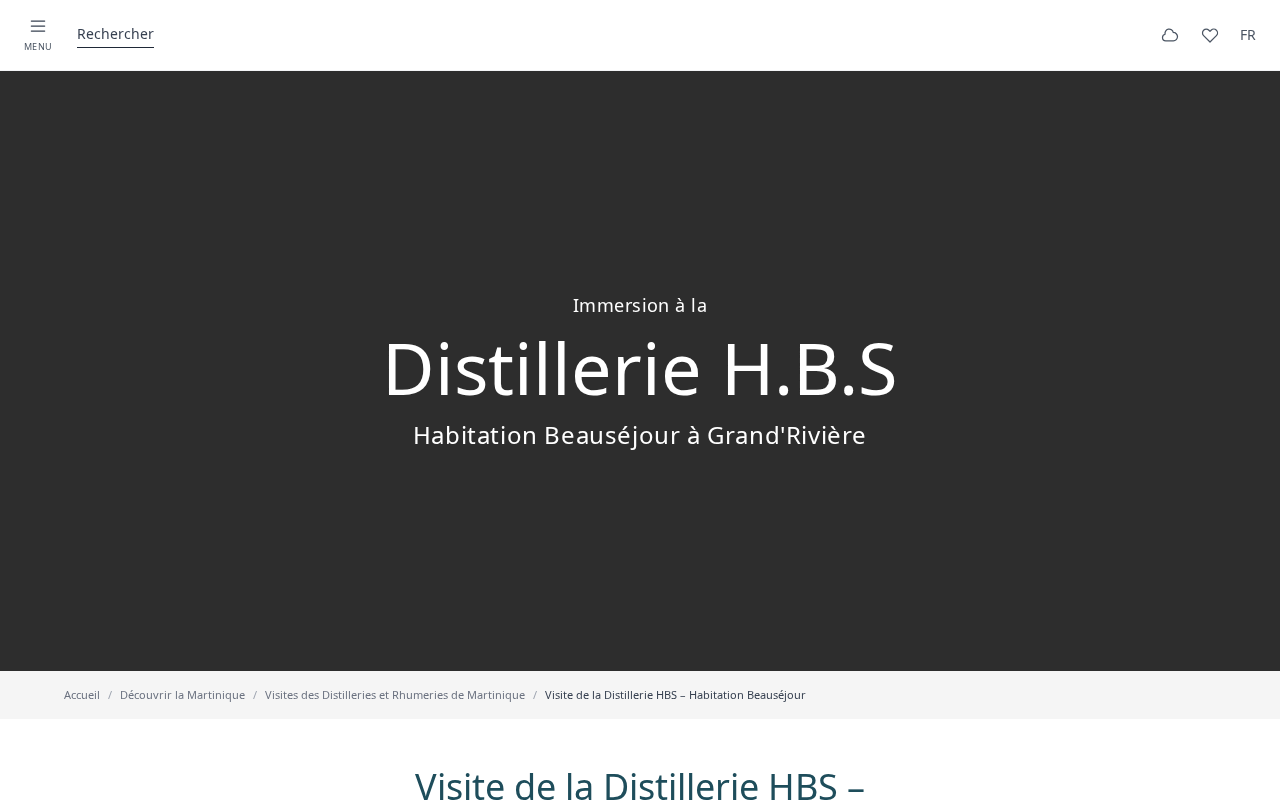 MENU
Rechercher
FR
Immersion à la
Distillerie H.B.S
Habitation Beauséjour à Grand'Rivière
Accueil / Découvrir la Martinique / Visites des Distilleries et Rhumeries de Martinique / Visite de la Distillerie HBS – Habitation Beauséjour
Visite de la Distillerie HBS –